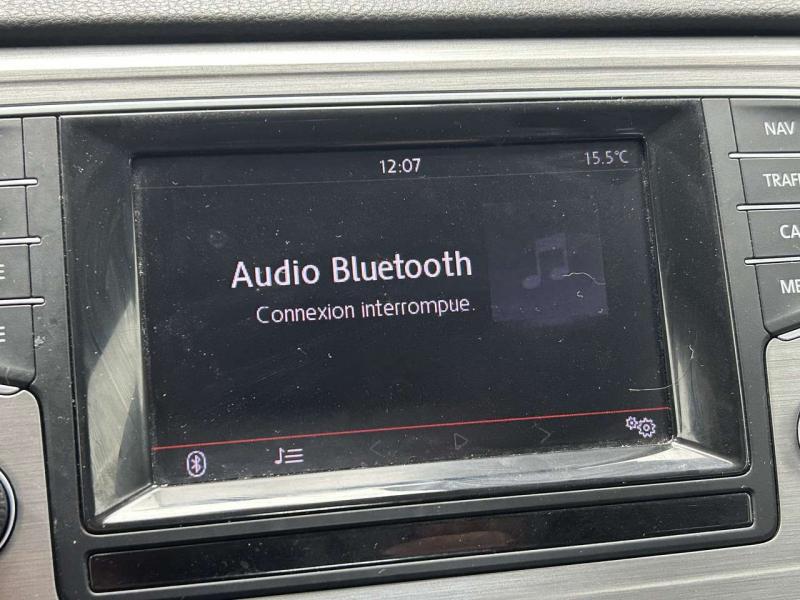 12:07
15.5°C
Audio Bluetooth
Connexion interrompue.
NAV